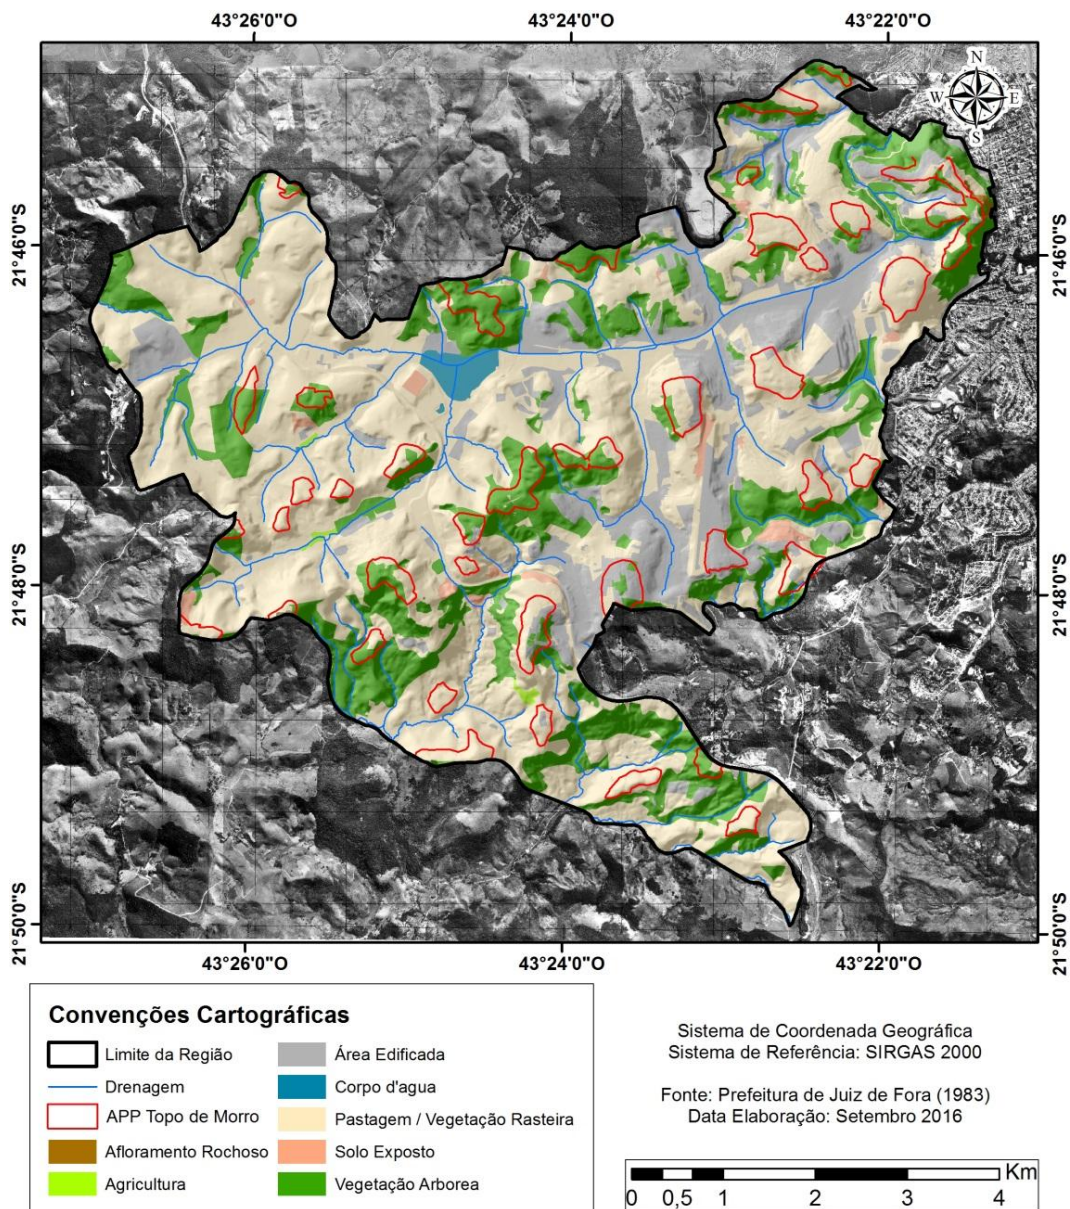 43°26'0"O 43°24'0"O 43°22'0"O
N
W E
S
21°46'0"S 21°46'0"S
21°48'0"S 21°48'0"S
21°50'0"S 21°50'0"S
43°26'0"O 43°24'0"O 43°22'0"O
Convenções Cartográficas
Limite da Região
Drenagem
APP Topo de Morro
Afloramento Rochoso
Agricultura
Área Edificada
Corpo d'agua
Pastagem / Vegetação Rasteira
Solo Exposto
Vegetação Arborea
Sistema de Coordenada Geográfica
Sistema de Referência: SIRGAS 2000
Fonte: Prefeitura de Juiz de Fora (1983)
Data Elaboração: Setembro 2016
Km
0 0,5 1 2 3 4